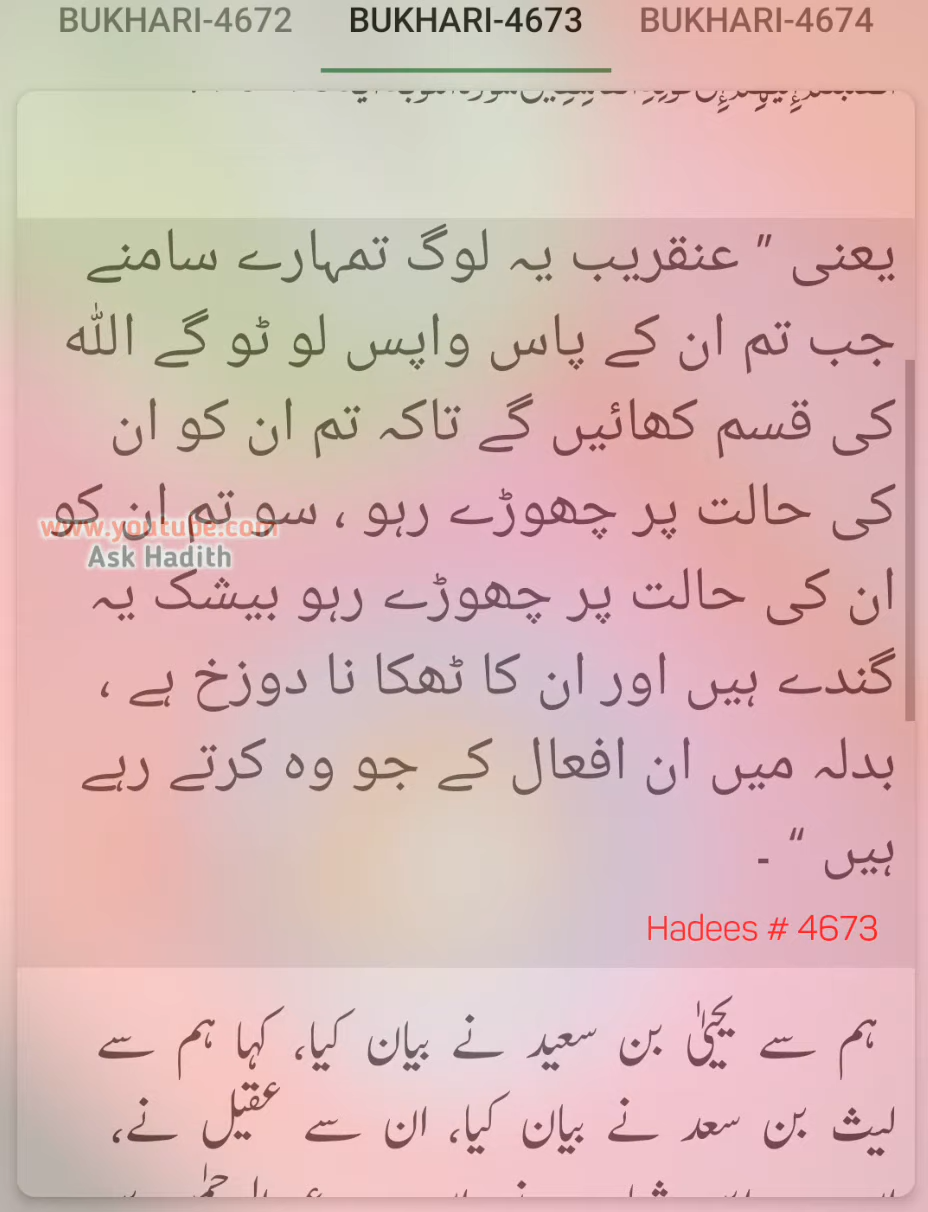 BUKHARI-4672 BUKHARI-4673 BUKHARI-4674
یعنی ” عنقریب یہ لوگ تمہارے سامنے
جب تم ان کے پاس واپس لو ٹو گے اللہ
کی قسم کھائیں گے تاکہ تم ان کو ان
کی حالت پر چھوڑے رہو ، سو تم ان کو
www.youtube.com
Ask Hadith
ان کی حالت پر چھوڑے رہو بیشک یہ
گندے ہیں اور ان کا ٹھکا نا دوزخ ہے ،
بدلہ میں ان افعال کے جو وہ کرتے رہے
ہیں “ ۔
Hadees # 4673
ہم سے یحییٰ بن سعید نے بیان کیا، کہا ہم سے
لیث بن سعد نے بیان کیا، ان سے عقیل نے،